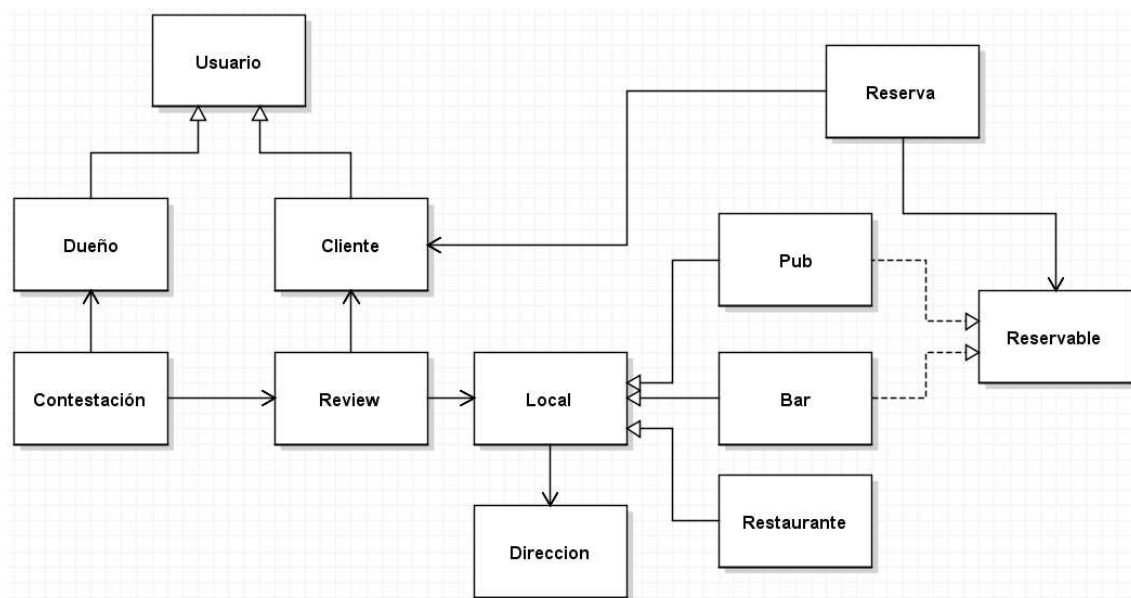 Usuario
Reserva
Dueño
Cliente
Pub
Reservable
Contestación
Review
Local
Bar
Restaurante
Direccion